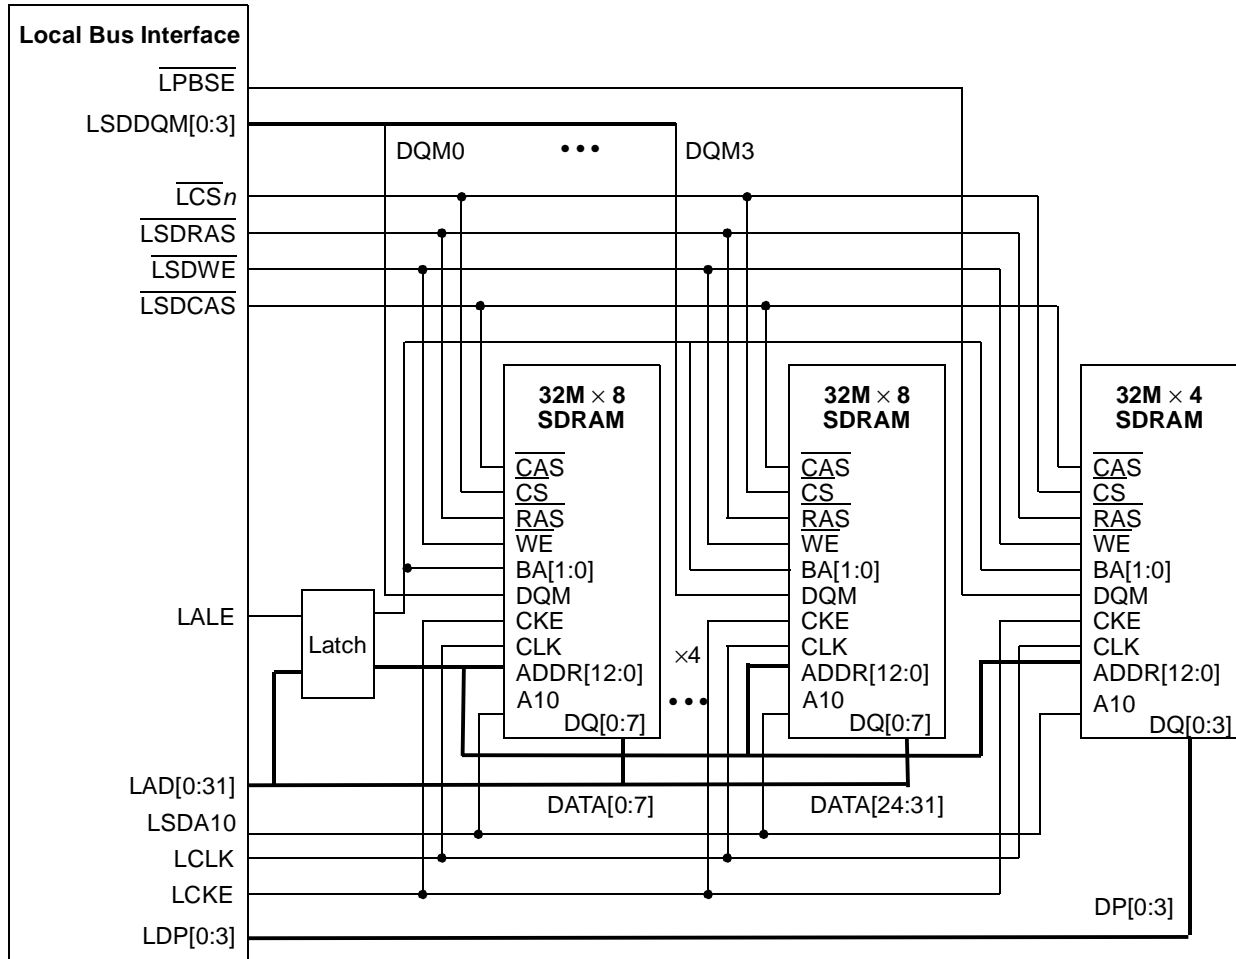 Local Bus Interface
LPBSE
LSDDQM[0:3]
DQM0 ••• DQM3
LCSn
LSDRAS
LSDWE
LSDCAS
LALE
Latch
32M × 8
SDRAM
CAS
CS
RAS
WE
BA[1:0]
DQM
CKE
CLK
ADDR[12:0]
A10
DQ[0:7]
×4
•••
32M × 8
SDRAM
CAS
CS
RAS
WE
BA[1:0]
DQM
CKE
CLK
ADDR[12:0]
A10
DQ[0:7]
32M × 4
SDRAM
CAS
CS
RAS
WE
BA[1:0]
DQM
CKE
CLK
ADDR[12:0]
A10
DQ[0:3]
LAD[0:31]
DATA[0:7]
DATA[24:31]
LSDA10
LCLK
LCKE
DP[0:3]
LDP[0:3]